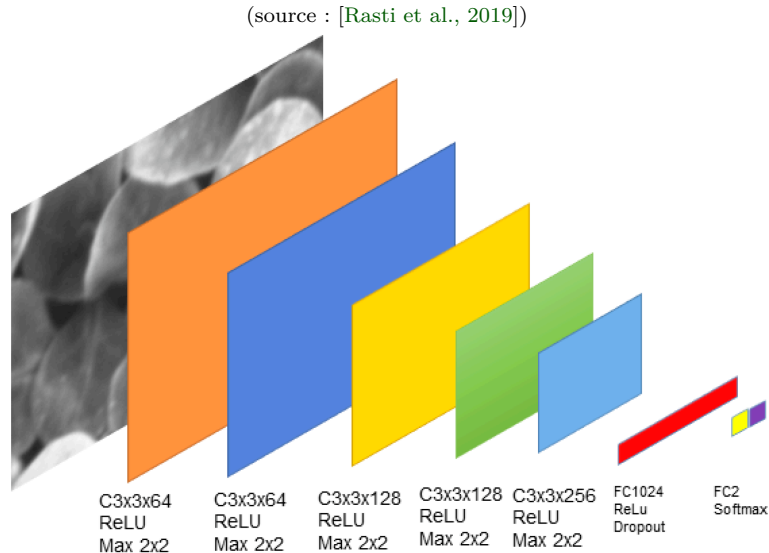 (source : [Rasti et al., 2019])
C3x3x64
ReLU
Max 2x2
C3x3x64
ReLU
Max 2x2
C3x3x128
ReLU
Max 2x2
C3x3x128
ReLU
Max 2x2
C3x3x256
ReLU
Max 2x2
FC1024
ReLu
Dropout
FC2
Softmax